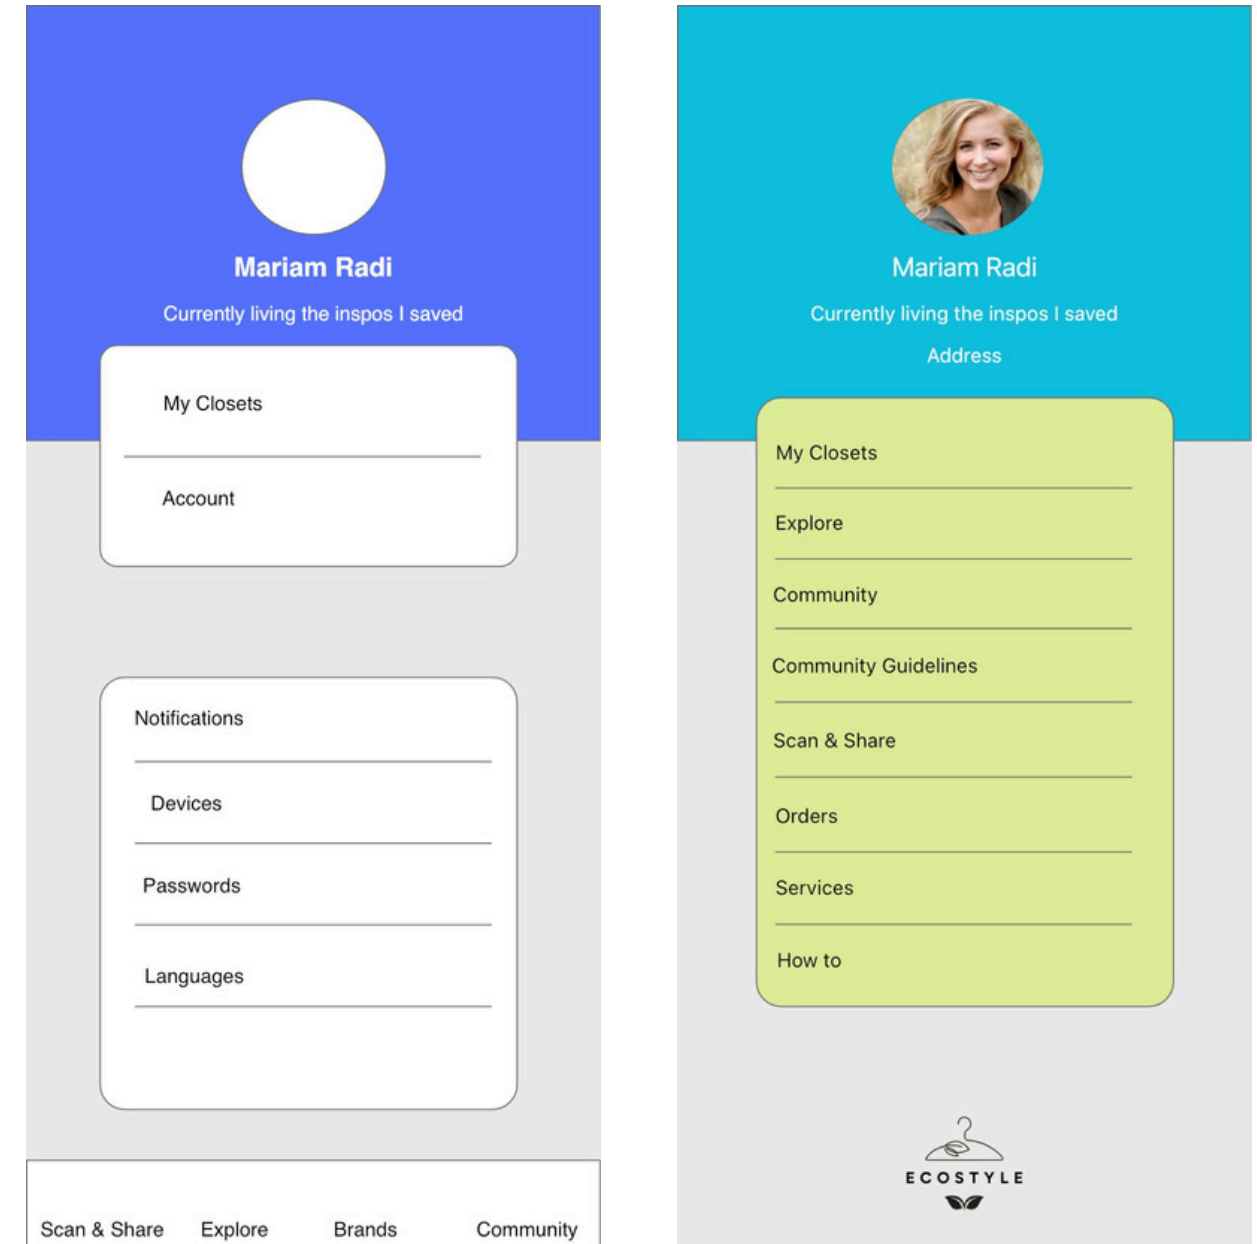 Mariam Radi
Currently living the inspos I saved
My Closets
Account
Notifications
Devices
Passwords
Languages
Scan & Share
Explore
Brands
Community
Mariam Radi
Currently living the inspos I saved
Address
My Closets
Explore
Community
Community Guidelines
Scan & Share
Orders
Services
How to
ECOSTYLE